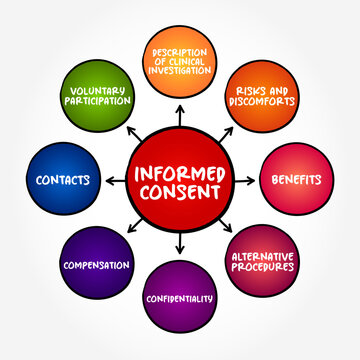 DESCRIPTION
OF CLINICAL
INVESTIGATION
RISKS AND
DISCOMFORTS
BENEFITS
ALTERNATIVE
PROCEDURES
CONFIDENTIALITY
COMPENSATION
CONTACTS
VOLUNTARY
PARTICIPATION
INFORMED
CONSENT